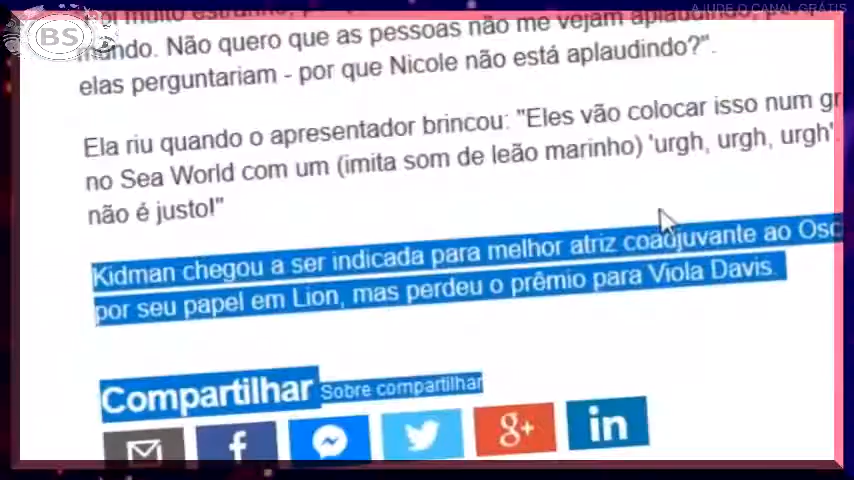 AJUDE O CANAL GRÁTIS
BS
foi muito estranho,
mundo. Não quero que as pessoas não me vejam aplaudindo,
elas perguntariam - por que Nicole não está aplaudindo?".
Ela riu quando o apresentador brincou: "Eles vão colocar isso num
no Sea World com um (imita som de leão marinho) 'urgh, urgh, urgh'.
não é justo!"
Kidman chegou a ser indicada para melhor atriz coadjuvante ao
por seu papel em Lion, mas perdeu o prêmio para Viola Davis.
Compartilhar Sobre compartilhar
f g+ in